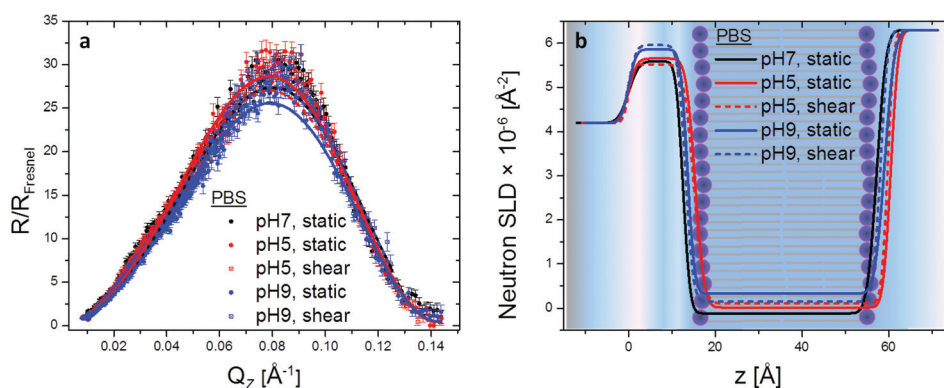 a
R/R_Fresnel
35
30
25
20
15
10
5
0
PBS
pH7, static
pH5, static
pH5, shear
pH9, static
pH9, shear
0.02 0.04 0.06 0.08 0.10 0.12 0.14
Q_Z [Å⁻¹]
b
Neutron SLD × 10⁻⁶ [Å⁻²]
6
5
4
3
2
1
0
PBS
pH7, static
pH5, static
pH5, shear
pH9, static
pH9, shear
0 20 40 60 80
z [Å]